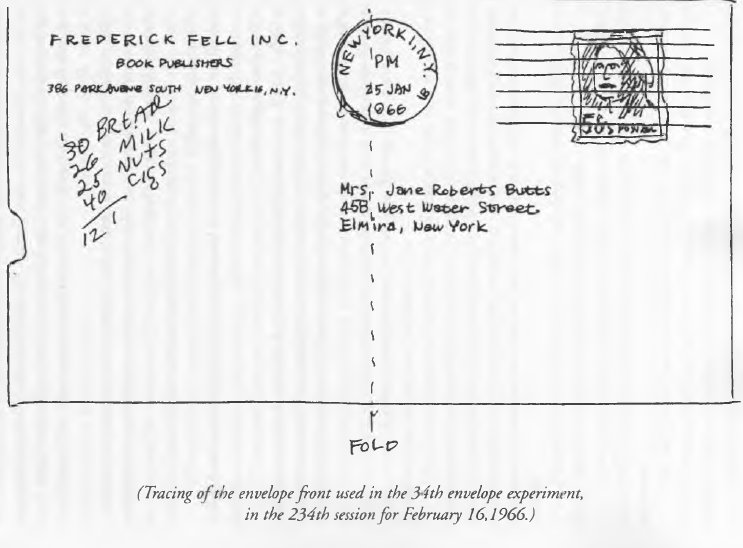 FREDERICK FELL INC.
BOOK PUBLISHERS
386 PARK AVENUE SOUTH NEW YORK 16, N.Y.
NEW YORK 1, N.Y.
PM
25 JAN
1966
18
U S POSTAGE
30 BREAD
26 MILK
25 NUTS
40 CIGS
121
Mrs. Jane Roberts Butts
458 West Water Street
Elmira, New York
FOLD
(Tracing of the envelope front used in the 34th envelope experiment,
in the 234th session for February 16,1966.)